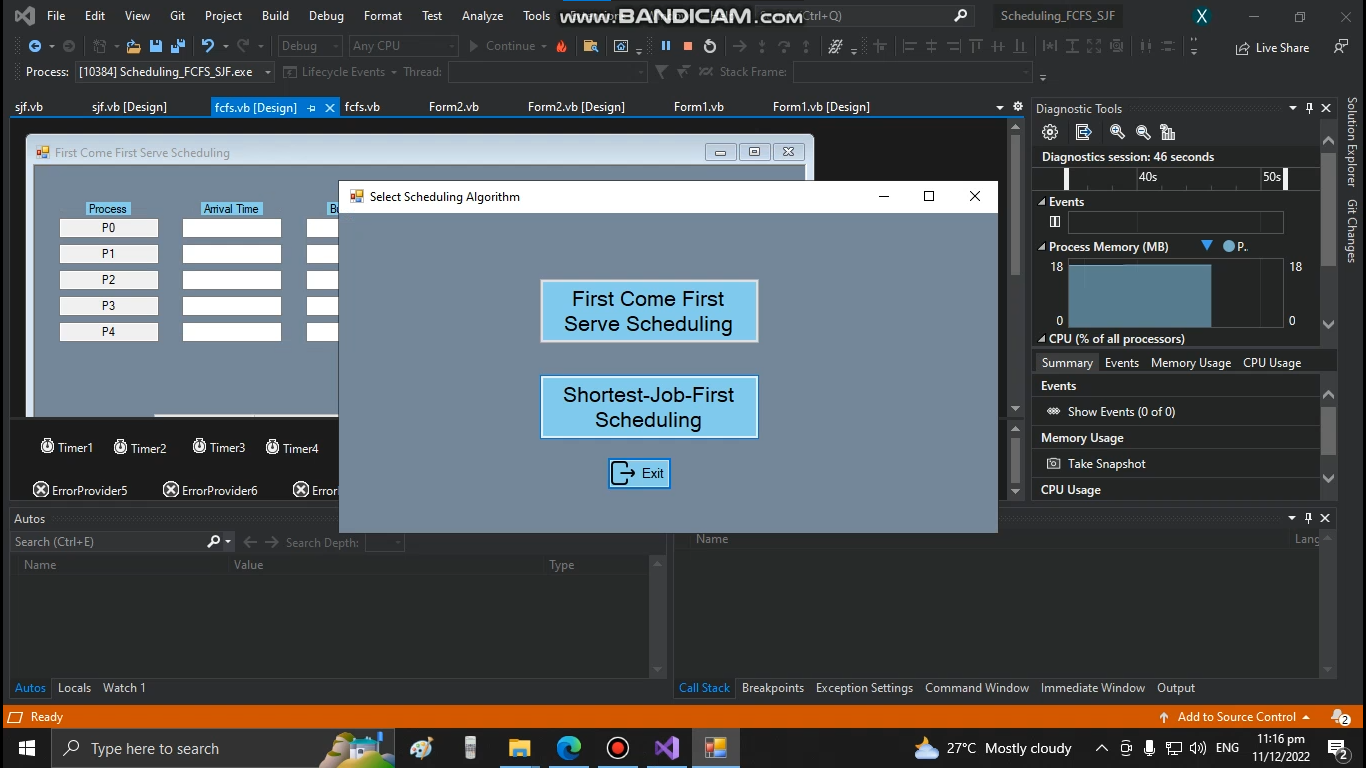 File Edit View Git Project Build Debug Format Test Analyze Tools Ctrl+Q) Scheduling_FCFS_SJF X
www.BANDICAM.com
Debug Any CPU Continue Live Share
Process: [10384] Scheduling_FCFS_SJF.exe Lifecycle Events Thread: Stack Frame:
sjf.vb sjf.vb [Design] fcfs.vb [Design] fcfs.vb Form2.vb Form2.vb [Design] Form1.vb Form1.vb [Design]
First Come First Serve Scheduling
Process Arrival Time
P0
P1
P2
P3
P4
Select Scheduling Algorithm
First Come First
Serve Scheduling
Shortest-Job-First
Scheduling
Exit
Timer1 Timer2 Timer3 Timer4
ErrorProvider5 ErrorProvider6
Diagnostic Tools
Diagnostics session: 46 seconds
40s 50s
Events
Process Memory (MB) P..
18 18
0 0
CPU (% of all processors)
Summary Events Memory Usage CPU Usage
Events
Show Events (0 of 0)
Memory Usage
Take Snapshot
CPU Usage
Solution Explorer
Git Changes
Autos
Search (Ctrl+E) Search Depth:
Name Value Type
Name Lang
Autos Locals Watch 1
Call Stack Breakpoints Exception Settings Command Window Immediate Window Output
Ready Add to Source Control 2
Type here to search 27°C Mostly cloudy ENG 11:16 pm
11/12/2022 2